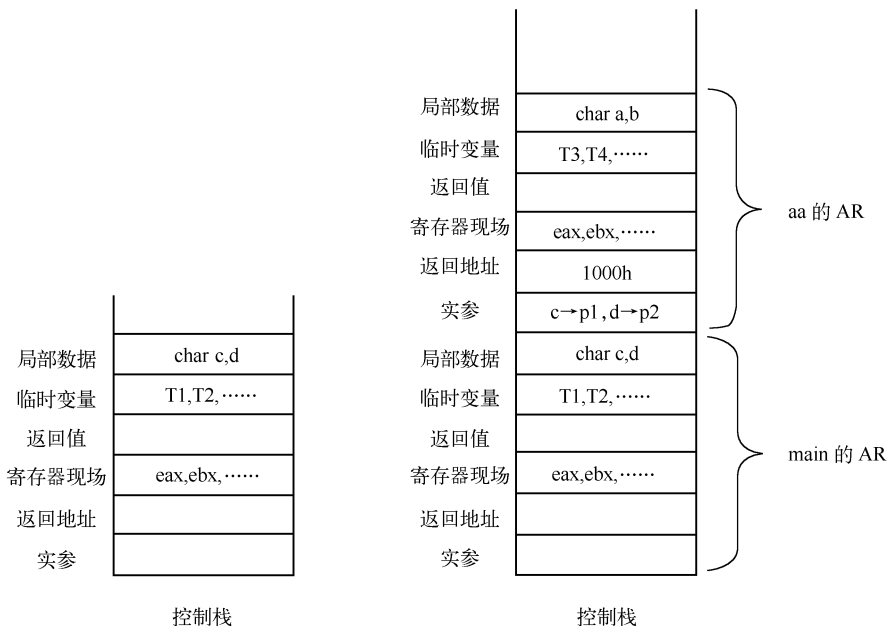 局部数据 char c,d
临时变量 T1,T2,……
返回值
寄存器现场 eax,ebx,……
返回地址
实参
控制栈
局部数据 char a,b
临时变量 T3,T4,……
返回值
寄存器现场 eax,ebx,……
返回地址 1000h
实参 c→p1,d→p2
aa 的 AR
局部数据 char c,d
临时变量 T1,T2,……
返回值
寄存器现场 eax,ebx,……
返回地址
实参
main 的 AR
控制栈